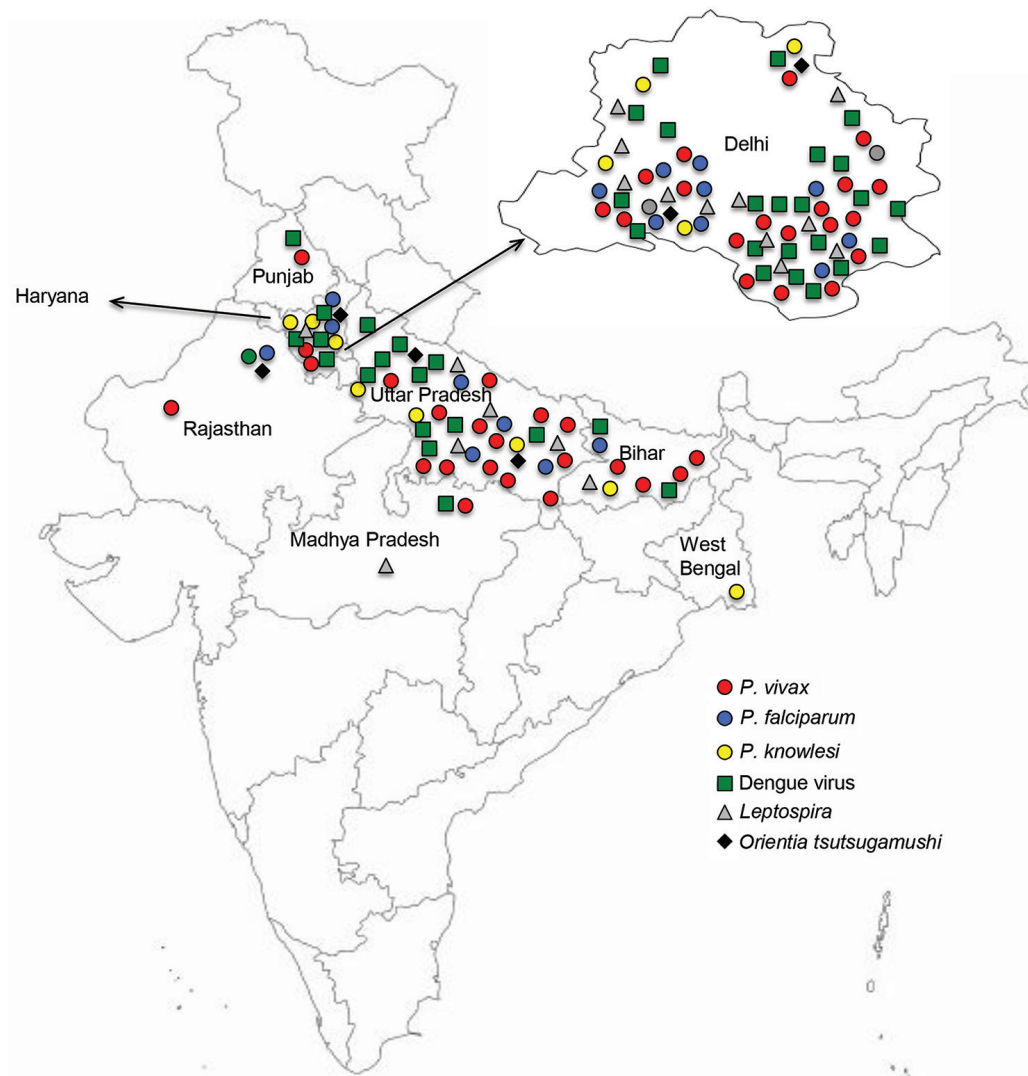 Delhi
Punjab
Haryana
Uttar Pradesh
Rajasthan
Bihar
Madhya Pradesh
West
Bengal
P. vivax
P. falciparum
P. knowlesi
Dengue virus
Leptospira
Orientia tsutsugamushi